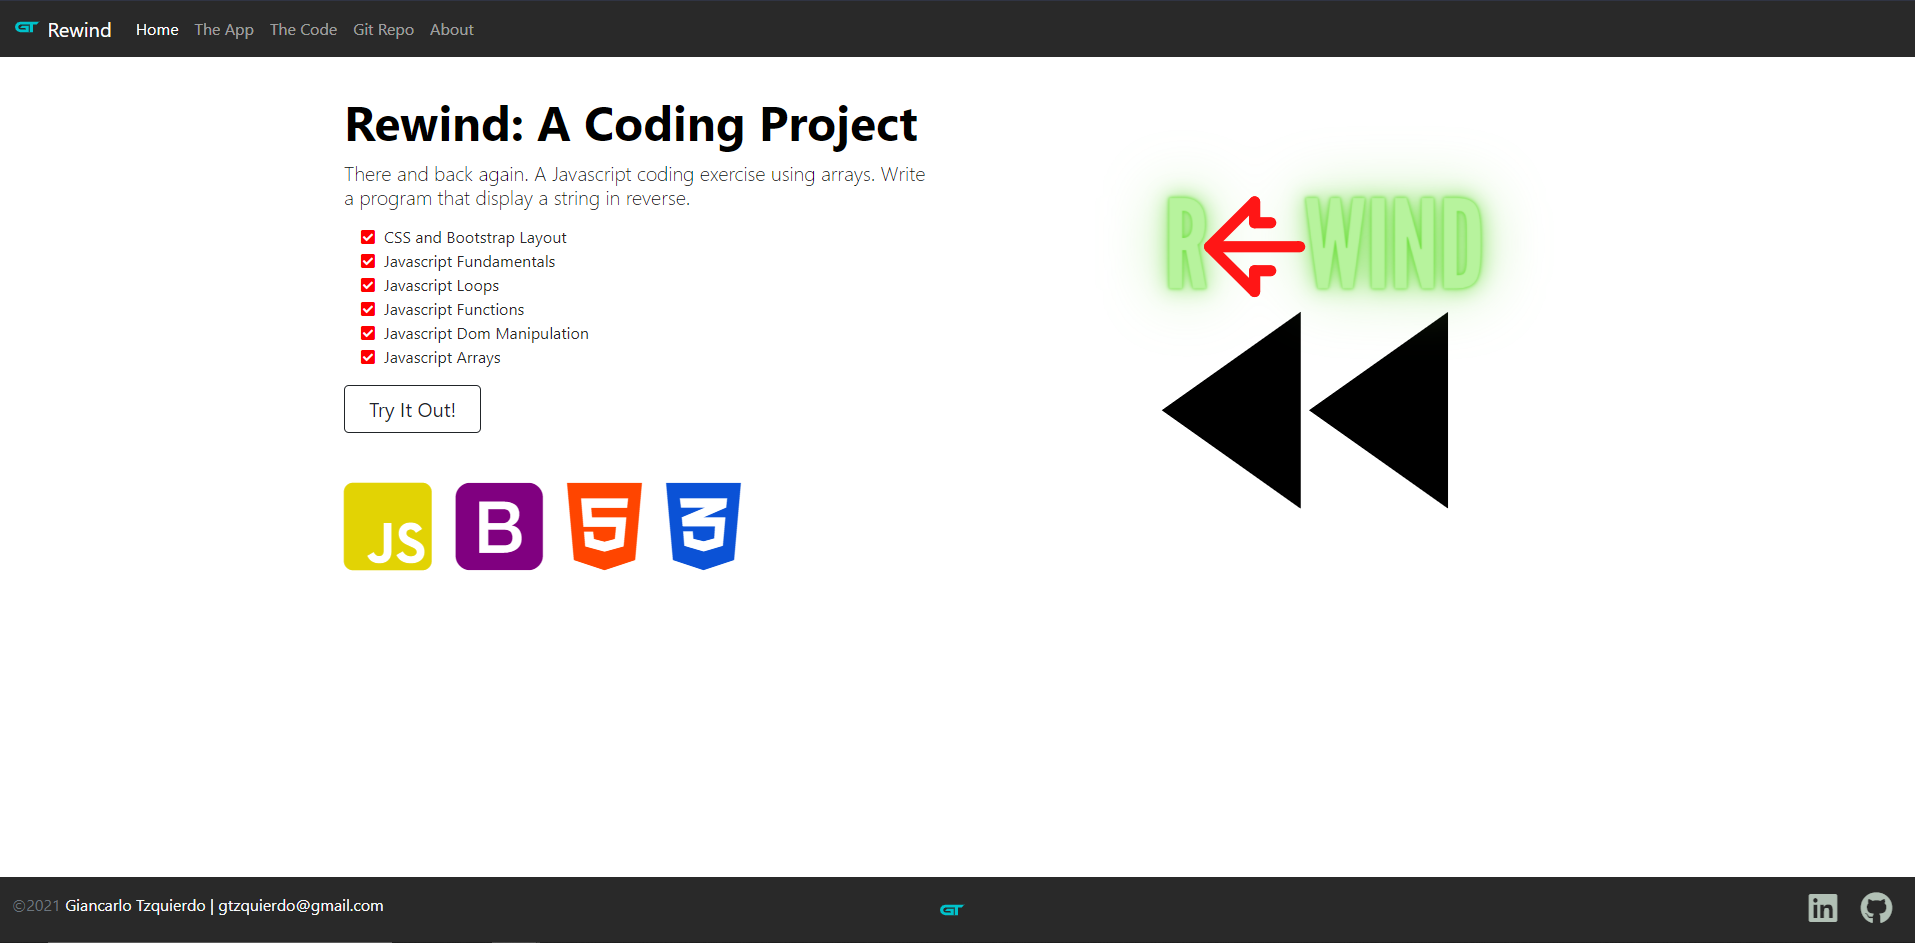 GT Rewind Home The App The Code Git Repo About
Rewind: A Coding Project
There and back again. A Javascript coding exercise using arrays. Write
a program that display a string in reverse.
CSS and Bootstrap Layout
Javascript Fundamentals
Javascript Loops
Javascript Functions
Javascript Dom Manipulation
Javascript Arrays
Try It Out!
JS B 5 3
R WIND
©2021 Giancarlo Tzquierdo | gtzquierdo@gmail.com
GT
in